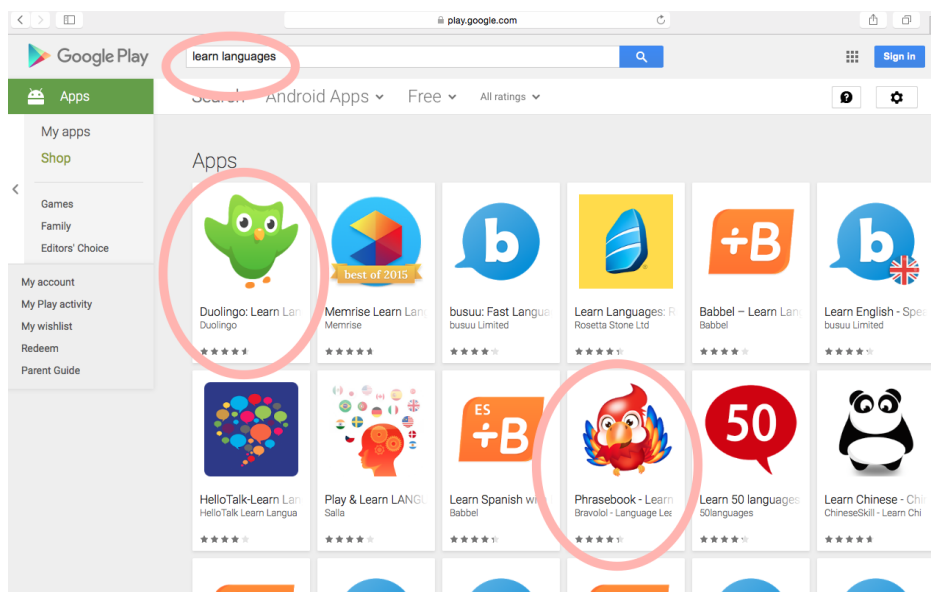 play.google.com
Google Play
learn languages
Sign in
Apps
Search
Android Apps
Free
All ratings
My apps
Shop
Games
Family
Editors' Choice
My account
My Play activity
My wishlist
Redeem
Parent Guide
Apps
best of 2015
b
+B
b
Duolingo: Learn Lan
Memrise Learn Lang
busuu: Fast Langua
Learn Languages: R
Babbel – Learn Lang
Learn English - Spea
Duolingo
Memrise
busuu Limited
Rosetta Stone Ltd
Babbel
busuu Limited
ES
+B
50
HelloTalk-Learn Lan
Play & Learn LANGU
Learn Spanish wi
Phrasebook - Learn
Learn 50 languages
Learn Chinese - Chi
HelloTalk Learn Langua
Salla
Babbel
Bravolol - Language Lea
50languages
ChineseSkill - Learn Chi